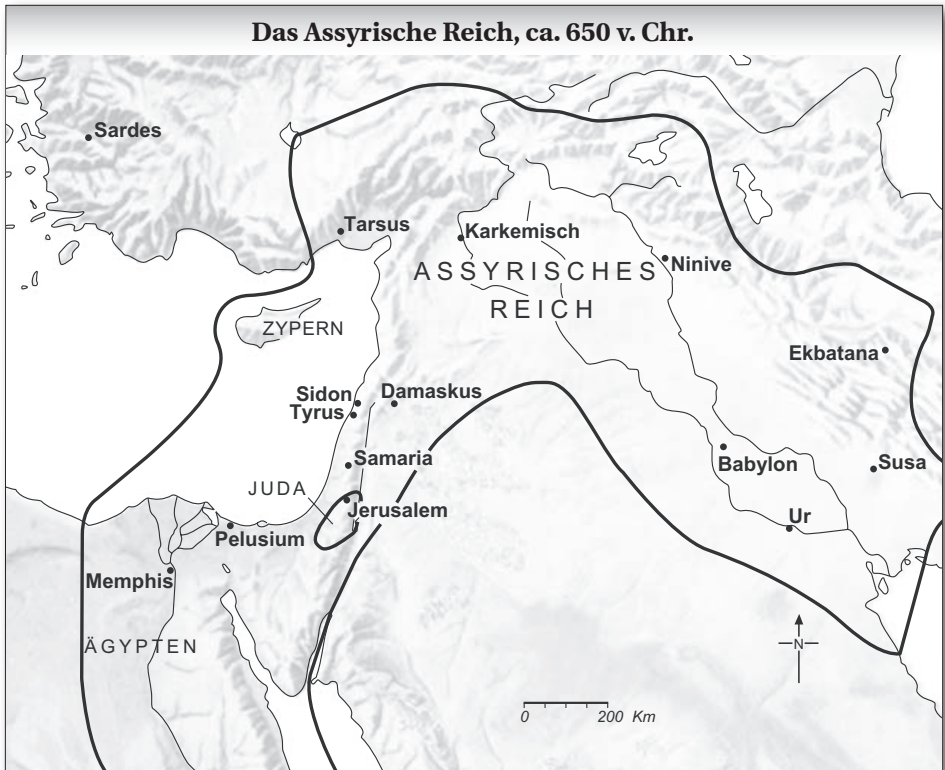 Das Assyrische Reich, ca. 650 v. Chr.
Sardes
Tarsus
Karkemisch
ASSYRISCHES
REICH
Ninive
ZYPERN
Ekbatana
Sidon
Tyrus
Damaskus
Samaria
Babylon
Susa
JUDA
Jerusalem
Ur
Pelusium
Memphis
ÄGYPTEN
N
0 200 Km